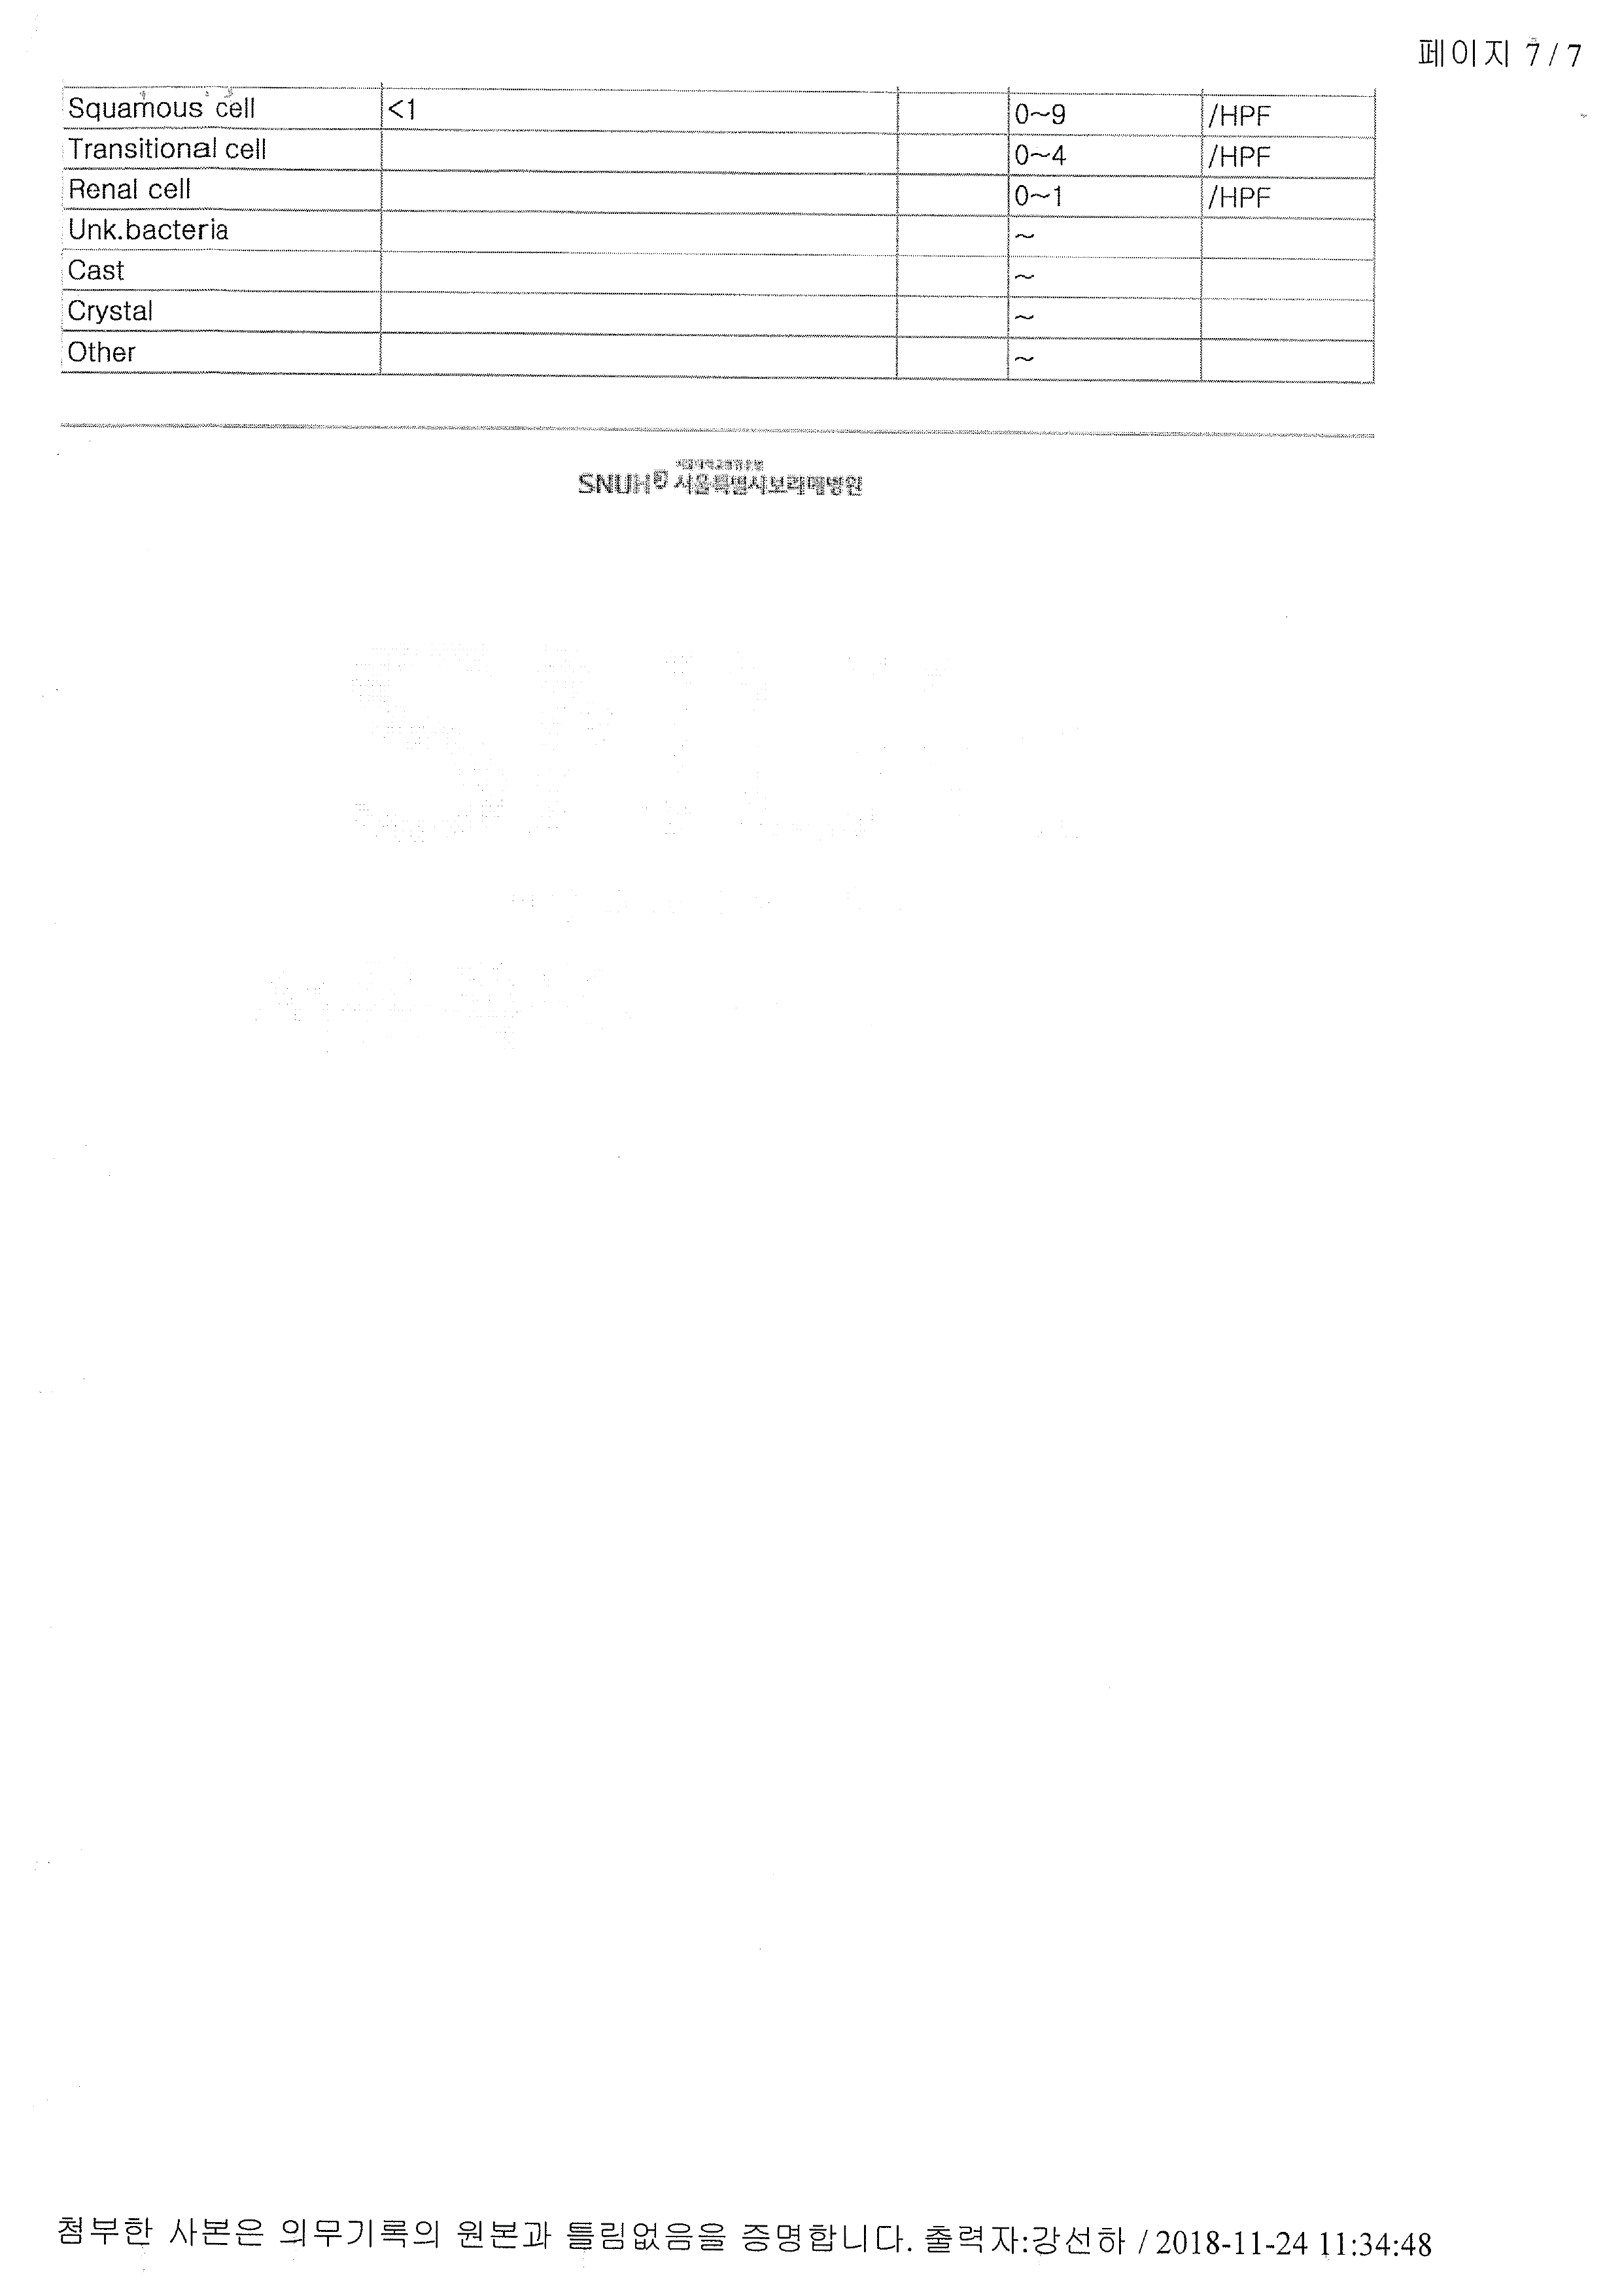 페이지 7 / 7
Squamous cell <1 0~9 /HPF
Transitional cell 0~4 /HPF
Renal cell 0~1 /HPF
Unk.bacteria ~
Cast ~
Crystal ~
Other ~
SNUH 서울특별시보라매병원
첨부한 사본은 의무기록의 원본과 틀림없음을 증명합니다. 출력자:강선하 / 2018-11-24 11:34:48